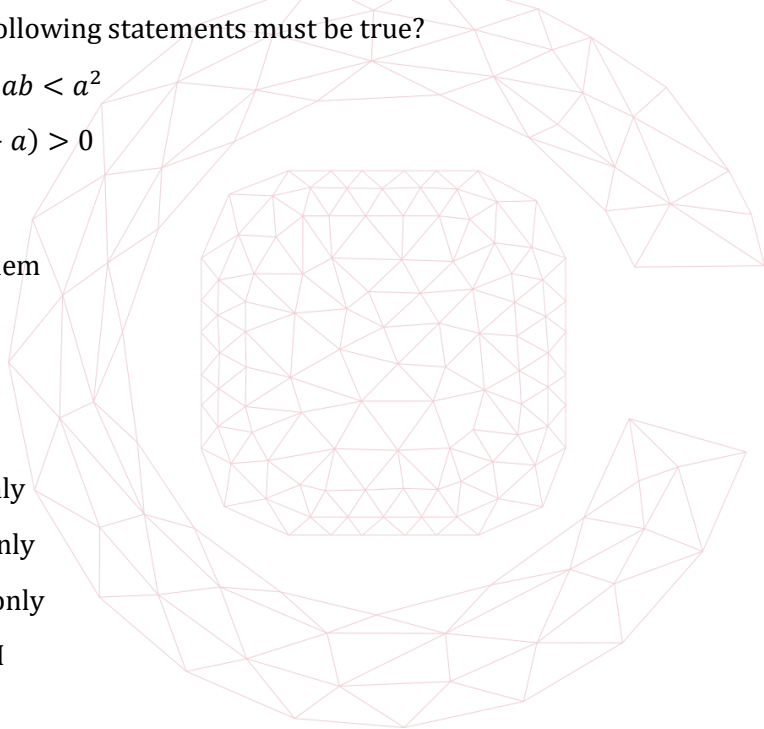 ollowing statements must be true?
ab < a²
a) > 0
em
ly
nly
only
I